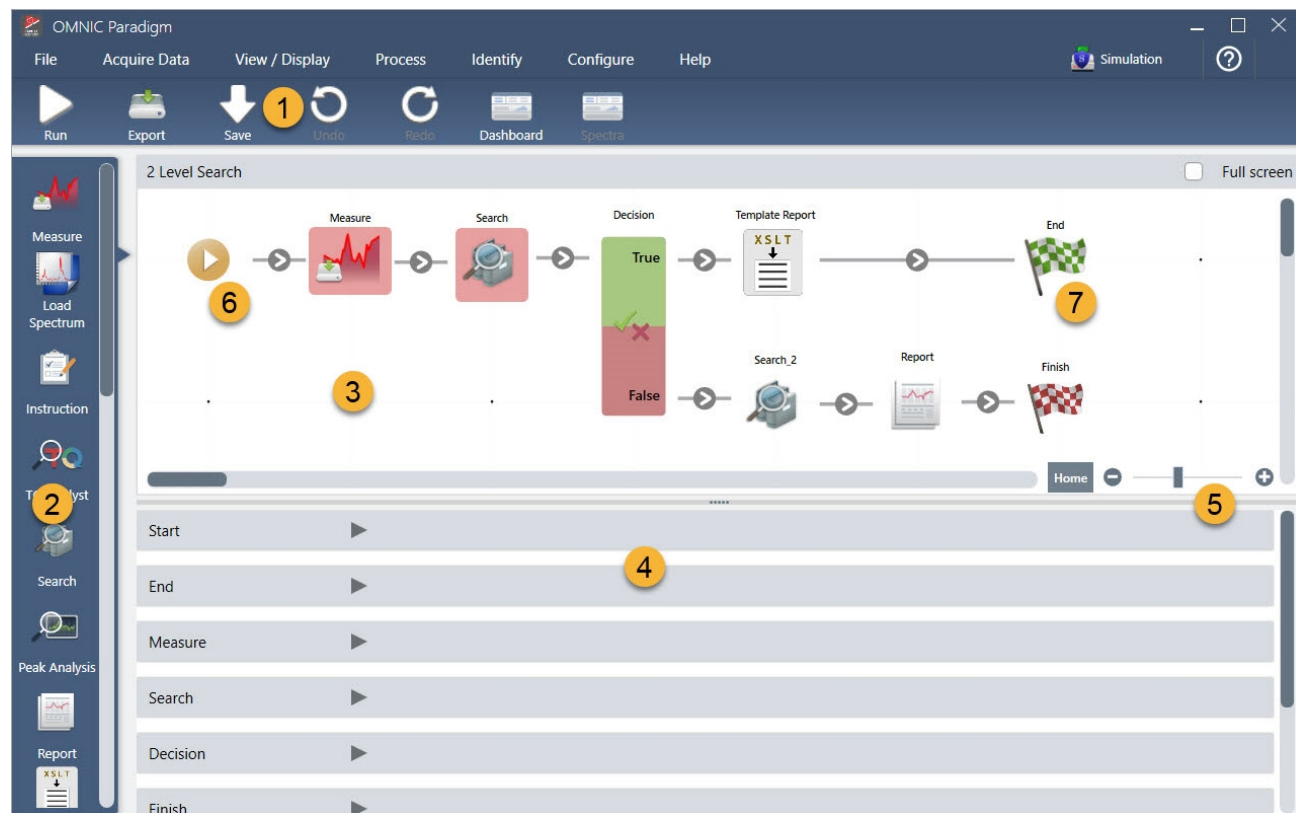 OMNIC Paradigm
File Acquire Data View / Display Process Identify Configure Help Simulation ?
Run Export Save 1 Undo Redo Dashboard Spectra
2 Level Search Full screen
Measure Search Decision Template Report End
XSLT
True
6 7
3
False
Search_2 Report Finish
Home 5
Measure
Load
Spectrum
Instruction
2
Search
Peak Analysis
Report
XSLT
Start
4
End
Measure
Search
Decision
Finish